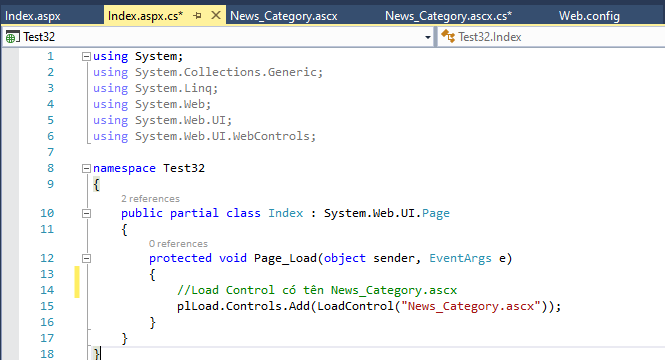 Index.aspx Index.aspx.cs* News_Category.ascx News_Category.ascx.cs* Web.config
Test32 Test32.Index
1 using System;
2 using System.Collections.Generic;
3 using System.Linq;
4 using System.Web;
5 using System.Web.UI;
6 using System.Web.UI.WebControls;
7
8 namespace Test32
9 {
2 references
10 public partial class Index : System.Web.UI.Page
11 {
0 references
12 protected void Page_Load(object sender, EventArgs e)
13 {
14 //Load Control có tên News_Category.ascx
15 plLoad.Controls.Add(LoadControl("News_Category.ascx"));
16 }
17 }
18 }